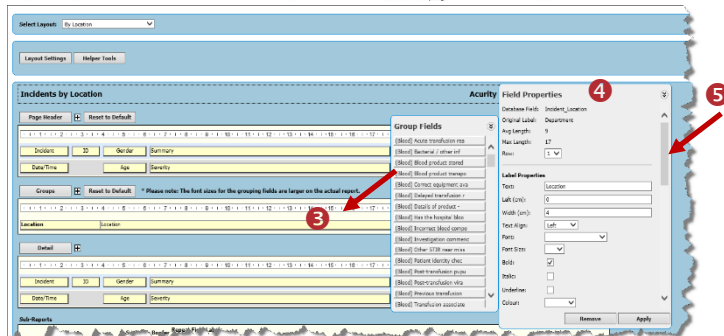 Select Layout: By Location
Layout Settings Helper Tools
Incidents by Location Acurity
Page Header Reset to Default
Incident ID Gender Summary
Date/Time Age Severity
Groups Reset to Default * Please note: The font sizes for the grouping fields are larger on the actual report.
Location Location
Detail
Incident ID Gender Summary
Date/Time Age Severity
Sub-Reports
Group Fields
[Blood] Acute transfusion rea
[Blood] Bacterial / other inf
[Blood] Blood product stored
[Blood] Blood product transpo
[Blood] Correct equipment ava
[Blood] Delayed transfusion r
[Blood] Details of product -
[Blood] Has the hospital bloo
[Blood] Incorrect blood compo
[Blood] Investigation comment
[Blood] Other STIR near miss
[Blood] Patient identity chec
[Blood] Post-transfusion pupu
[Blood] Post-transfusion vira
[Blood] Previous transfusion
[Blood] Transfusion associate
3
Field Properties
4
5
Database Field: Incident_Location
Original Label: Department
Avg Length: 9
Max Length: 17
Row: 1
Label Properties
Text: Location
Left (cm): 0
Width (cm): 4
Text Align: Left
Font:
Font Size:
Bold:
Italic:
Underline:
Colour:
Remove Apply